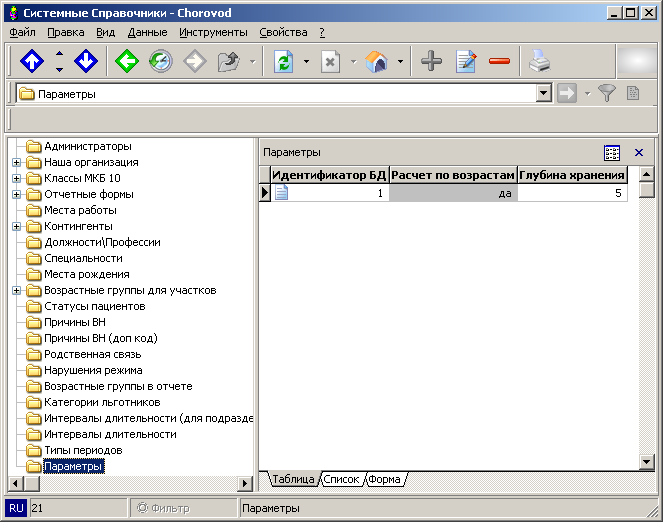 Системные Справочники - Chorovod
Файл Правка Вид Данные Инструменты Свойства ?
Параметры
Администраторы
Наша организация
Классы МКБ 10
Отчетные формы
Места работы
Контингенты
Должности\Профессии
Специальности
Места рождения
Возрастные группы для участков
Статусы пациентов
Причины ВН
Причины ВН (доп код)
Родственная связь
Нарушения режима
Возрастные группы в отчете
Категории льготников
Интервалы длительности (для подразде
Интервалы длительности
Типы периодов
Параметры
Параметры
Идентификатор БД Расчет по возрастам Глубина хранения
1 да 5
Таблица Список Форма
RU 21 Фильтр Параметры